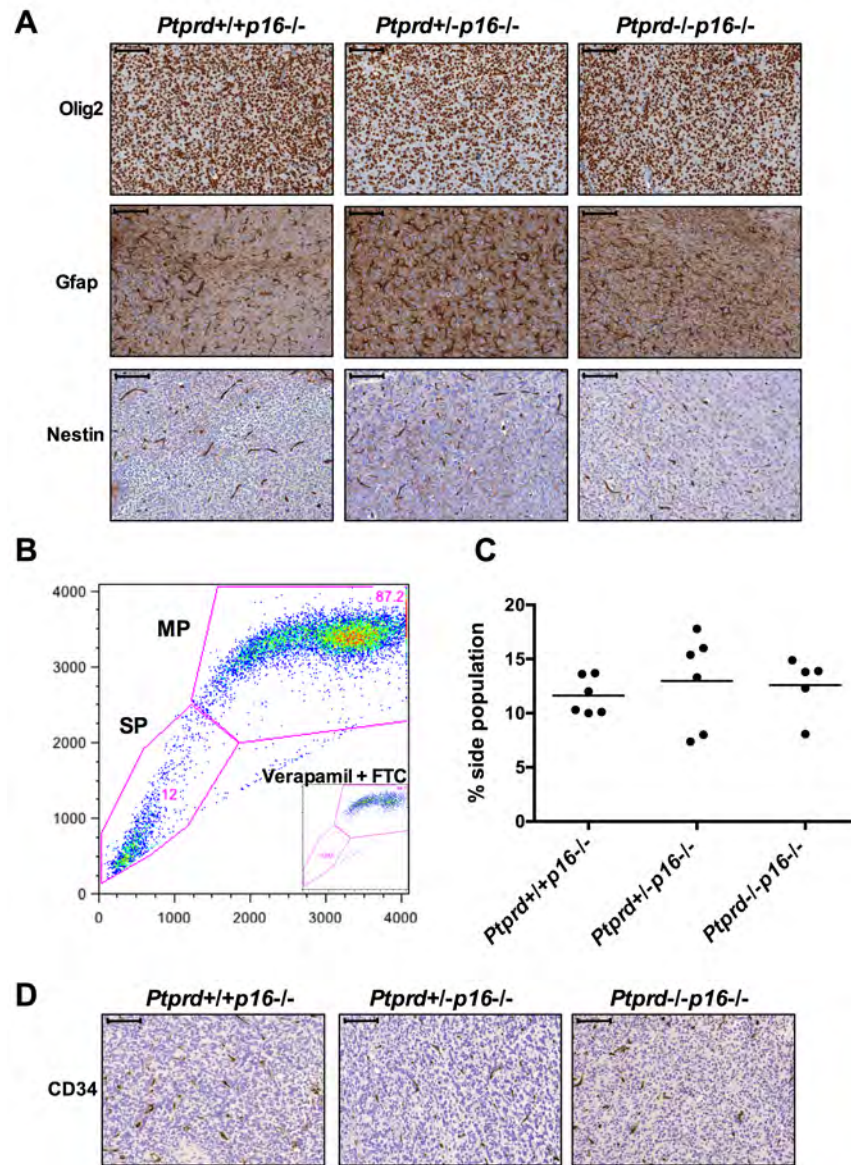 A
Ptprd+/+p16-/- Ptprd+/-p16-/- Ptprd-/-p16-/-
Olig2
Gfap
Nestin
B
4000
3000
2000
1000
0
0 1000 2000 3000 4000
MP
87.2
SP
12
Verapamil + FTC
C
% side population
20
15
10
5
0
Ptprd+/+p16-/-
Ptprd+/-p16-/-
Ptprd-/-p16-/-
D
Ptprd+/+p16-/- Ptprd+/-p16-/- Ptprd-/-p16-/-
CD34